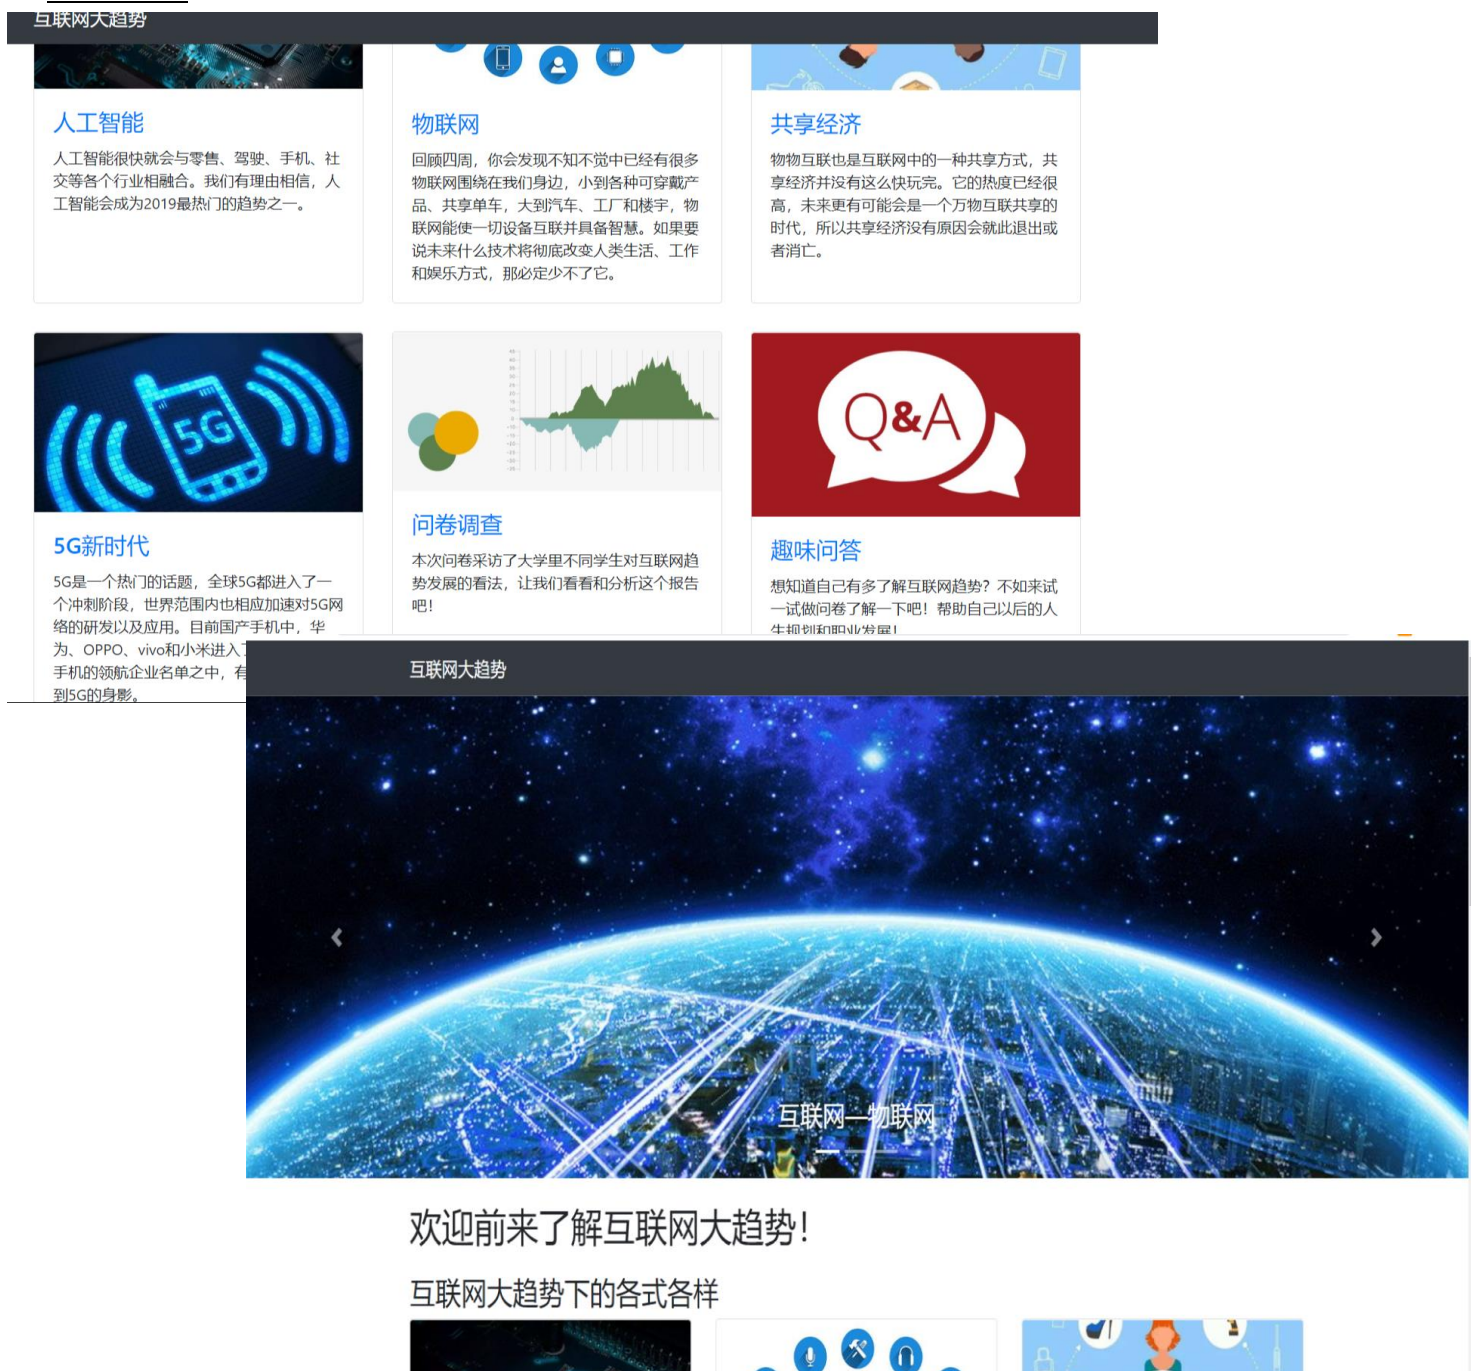 互联网大趋势
人工智能
人工智能很快就会与零售、驾驶、手机、社
交等各个行业相融合。我们有理由相信，人
工智能会成为2019最热门的趋势之一。
物联网
回顾四周，你会发现不知不觉中已经有很多
物联网围绕在我们身边，小到各种可穿戴产
品、共享单车，大到汽车、工厂和楼宇，物
联网能使一切设备互联并具备智慧。如果要
说未来什么技术将彻底改变人类生活、工作
和娱乐方式，那必定少不了它。
共享经济
物物互联也是互联网中的一种共享方式，共
享经济并没有这么快玩完。它的热度已经很
高，未来更有可能会是一个万物互联共享的
时代，所以共享经济没有原因会就此退出或
者消亡。
5G
5G新时代
5G是一个热门的话题，全球5G都进入了一
个冲刺阶段，世界范围内也相应加速对5G网
络的研发以及应用。目前国产手机中，华
为、OPPO、vivo和小米进入了
手机的领航企业名单之中，有
到5G的身影。
问卷调查
本次问卷采访了大学里不同学生对互联网趋
势发展的看法，让我们看看和分析这个报告
吧！
Q&A
趣味问答
想知道自己有多了解互联网趋势？不如来试
一试做问卷了解一下吧！帮助自己以后的人
生规划和职业发展！
互联网大趋势
互联网—物联网
欢迎前来了解互联网大趋势！
互联网大趋势下的各式各样